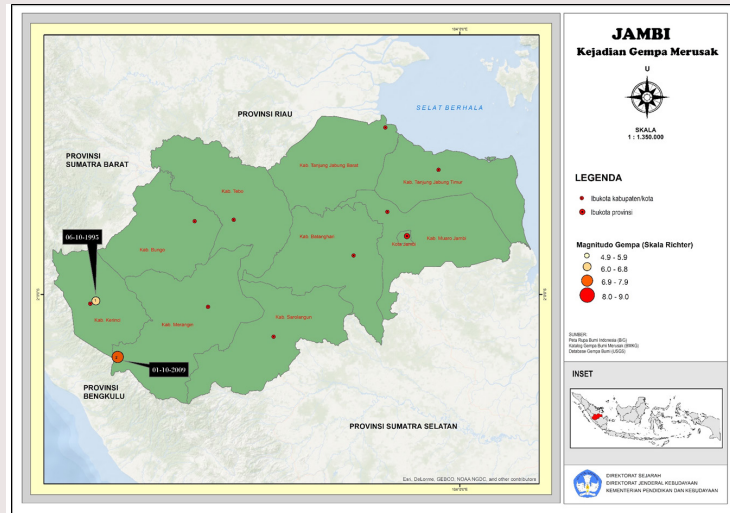 JAMBI
Kejadian Gempa Merusak
U
SKALA
1 : 1.350.000
LEGENDA
Ibukota kabupaten/kota
Ibukota provinsi
Magnitudo Gempa (Skala Richter)
4.9 - 5.9
6.0 - 6.8
6.9 - 7.9
8.0 - 9.0
SUMBER:
Peta Rupa Bumi Indonesia (BIG)
Katalog Gempa Bumi Merusak (BMKG)
Database Gempa Bumi (USGS)
INSET
DIREKTORAT SEJARAH
DIREKTORAT JENDERAL KEBUDAYAAN
KEMENTERIAN PENDIDIKAN DAN KEBUDAYAAN
SELAT BERHALA
PROVINSI RIAU
PROVINSI
SUMATRA BARAT
Kab. Tanjung Jabung Barat
Kab. Tanjung Jabung Timur
Kab. Tebo
Kab. Batanghari
Kab. Muaro Jambi
Kota Jambi
Kab. Bungo
06-10-1995
Kab. Kerinci
Kab. Merangin
Kab. Sarolangun
01-10-2009
PROVINSI
BENGKULU
PROVINSI SUMATRA SELATAN
Esri, DeLorme, GEBCO, NOAA NGDC, and other contributors